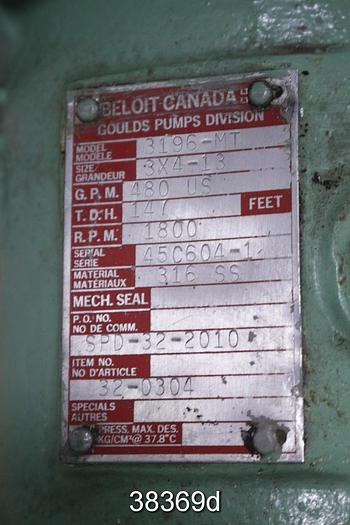 BELOIT CANADA
GOULDS PUMPS DIVISION
MODEL
MODELE 3196-MT
SIZE/
GRANDEUR 3X4-13
G.P.M. 480 US
T.D.H. 147 FEET
R.P.M. 1800
SERIAL
SERIE 45C604-1
MATERIAL
MATERIAUX 316 SS
MECH. SEAL
P.O. NO.
NO DE COMM.
SPD-32-2010
ITEM NO.
NO D'ARTICLE
32-0304
SPECIALS
AUTRES
PRESS. MAX. DES.
KG/CM² @ 37.8°C
38369d